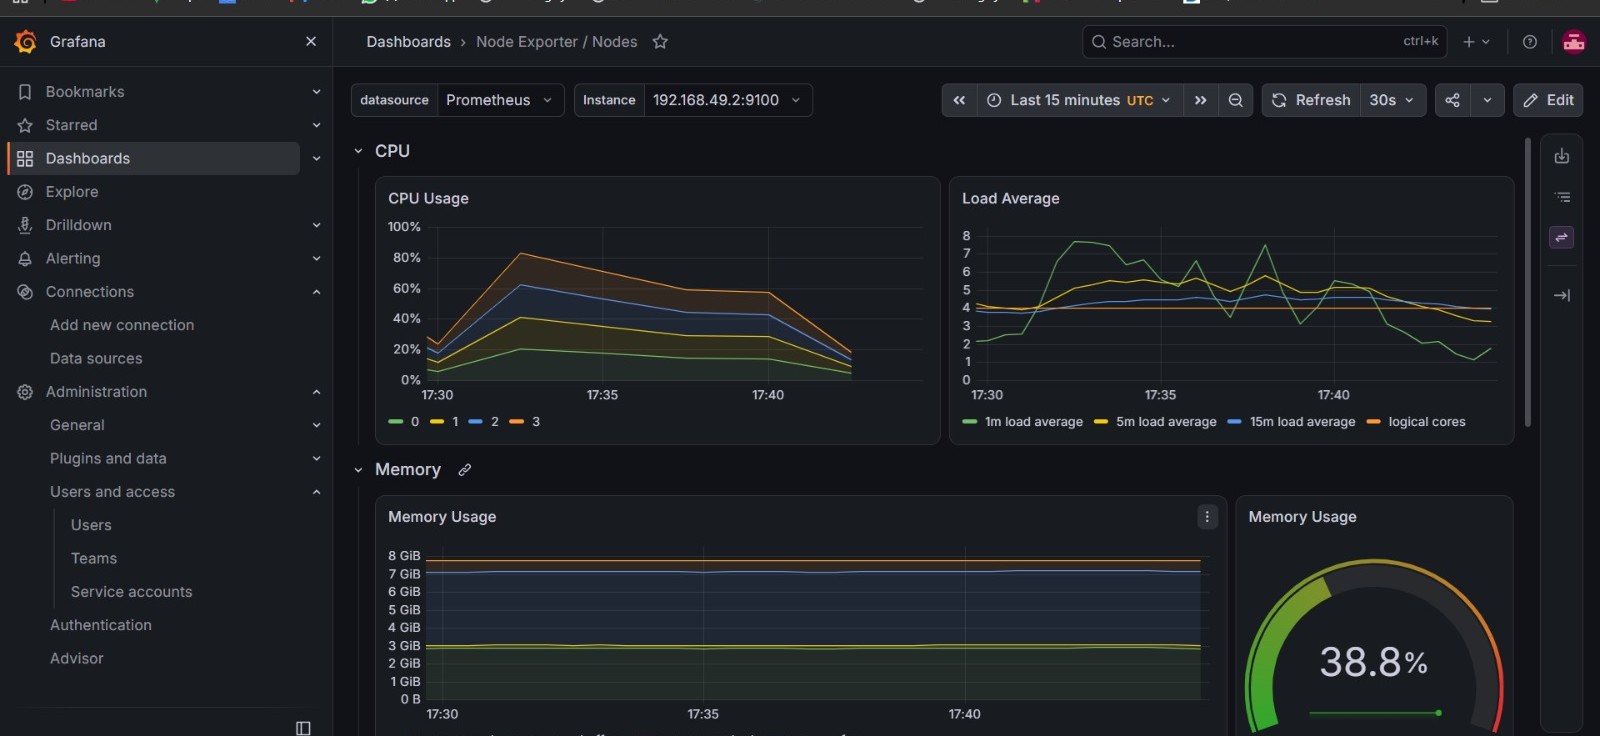 Grafana
Dashboards › Node Exporter / Nodes
Search... ctrl+k
Bookmarks
Starred
Dashboards
Explore
Drilldown
Alerting
Connections
Add new connection
Data sources
Administration
General
Plugins and data
Users and access
Users
Teams
Service accounts
Authentication
Advisor
datasource Prometheus
Instance 192.168.49.2:9100
Last 15 minutes UTC
Refresh 30s
Edit
CPU
CPU Usage
100%
80%
60%
40%
20%
0%
17:30 17:35 17:40
0 1 2 3
Load Average
8
7
6
5
4
3
2
1
0
17:30 17:35 17:40
1m load average 5m load average 15m load average logical cores
Memory
Memory Usage
8 GiB
7 GiB
6 GiB
5 GiB
4 GiB
3 GiB
2 GiB
1 GiB
0 B
17:30 17:35 17:40
Memory Usage
38.8%